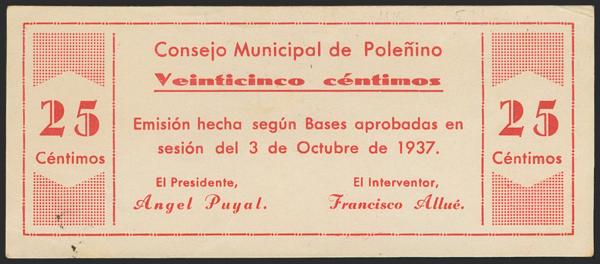 Consejo Municipal de Poleñino
Veinticinco céntimos
25
Céntimos
Emisión hecha según Bases aprobadas en
sesión del 3 de Octubre de 1937.
El Presidente,
Angel Puyal.
El Interventor,
Francisco Allué.
25
Céntimos